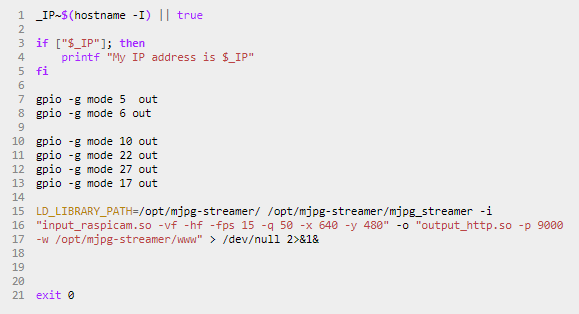 1 _IP~$(hostname -I) || true
2
3 if ["$_IP"]; then
4 printf "My IP address is $_IP"
5 fi
6
7 gpio -g mode 5  out
8 gpio -g mode 6 out
9
10 gpio -g mode 10 out
11 gpio -g mode 22 out
12 gpio -g mode 27 out
13 gpio -g mode 17 out
14
15 LD_LIBRARY_PATH=/opt/mjpg-streamer/ /opt/mjpg-streamer/mjpg_streamer -i
16 "input_raspicam.so -vf -hf -fps 15 -q 50 -x 640 -y 480" -o "output_http.so -p 9000
17 -w /opt/mjpg-streamer/www" > /dev/null 2>&1&
18
19
20
21 exit 0